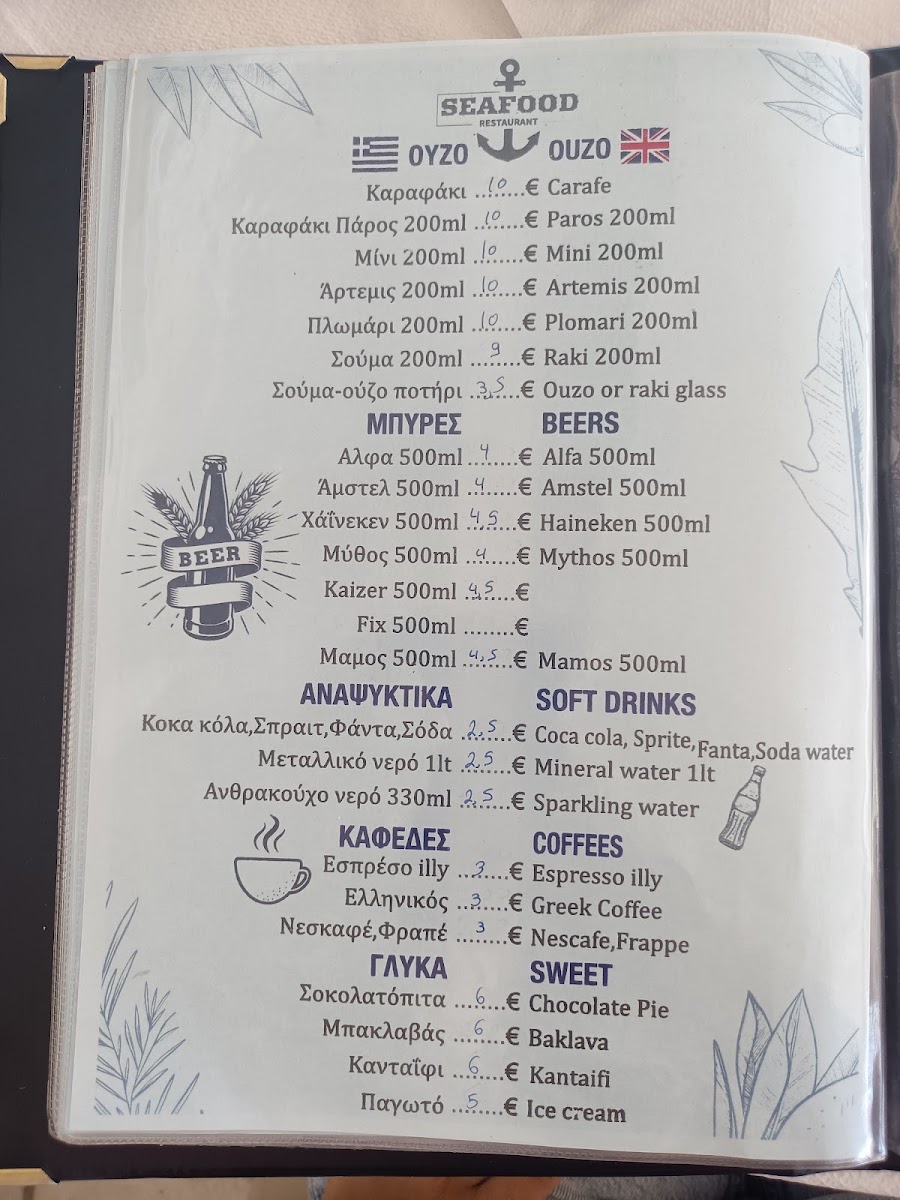 SEAFOOD
RESTAURANT
ΟΥΖΟ OUZO
Καραφάκι ..10.....€ Carafe
Καραφάκι Πάρος 200ml ..10.....€ Paros 200ml
Μίνι 200ml ..10.....€ Mini 200ml
Άρτεμις 200ml ..10.....€ Artemis 200ml
Πλωμάρι 200ml ..10.....€ Plomari 200ml
Σούμα 200ml ...9.....€ Raki 200ml
Σούμα-ούζο ποτήρι ..3,5.....€ Ouzo or raki glass
ΜΠΥΡΕΣ BEERS
Αλφα 500ml ..4......€ Alfa 500ml
Άμστελ 500ml ..4......€ Amstel 500ml
Χάΐνεκεν 500ml ..4,5.....€ Haineken 500ml
BEER
Μύθος 500ml ..4......€ Mythos 500ml
Kaizer 500ml ..4,5.....€
Fix 500ml ........€
Μαμος 500ml ..4,5.....€ Mamos 500ml
ΑΝΑΨΥΚΤΙΚΑ SOFT DRINKS
Κοκα κόλα,Σπραιτ,Φάντα,Σόδα ..2,5.....€ Coca cola, Sprite,Fanta,Soda water
Μεταλλικό νερό 1lt ..2,5.....€ Mineral water 1lt
Ανθρακούχο νερό 330ml ..2,5.....€ Sparkling water
ΚΑΦΕΔΕΣ COFFEES
Εσπρέσο illy ...3....€ Espresso illy
Ελληνικός ...3....€ Greek Coffee
Νεσκαφέ,Φραπέ ...3.....€ Nescafe,Frappe
ΓΛΥΚΑ SWEET
Σοκολατόπιτα ...6....€ Chocolate Pie
Μπακλαβάς ...6.....€ Baklava
Κανταΐφι ...6....€ Kantaifi
Παγωτό ...5.....€ Ice cream